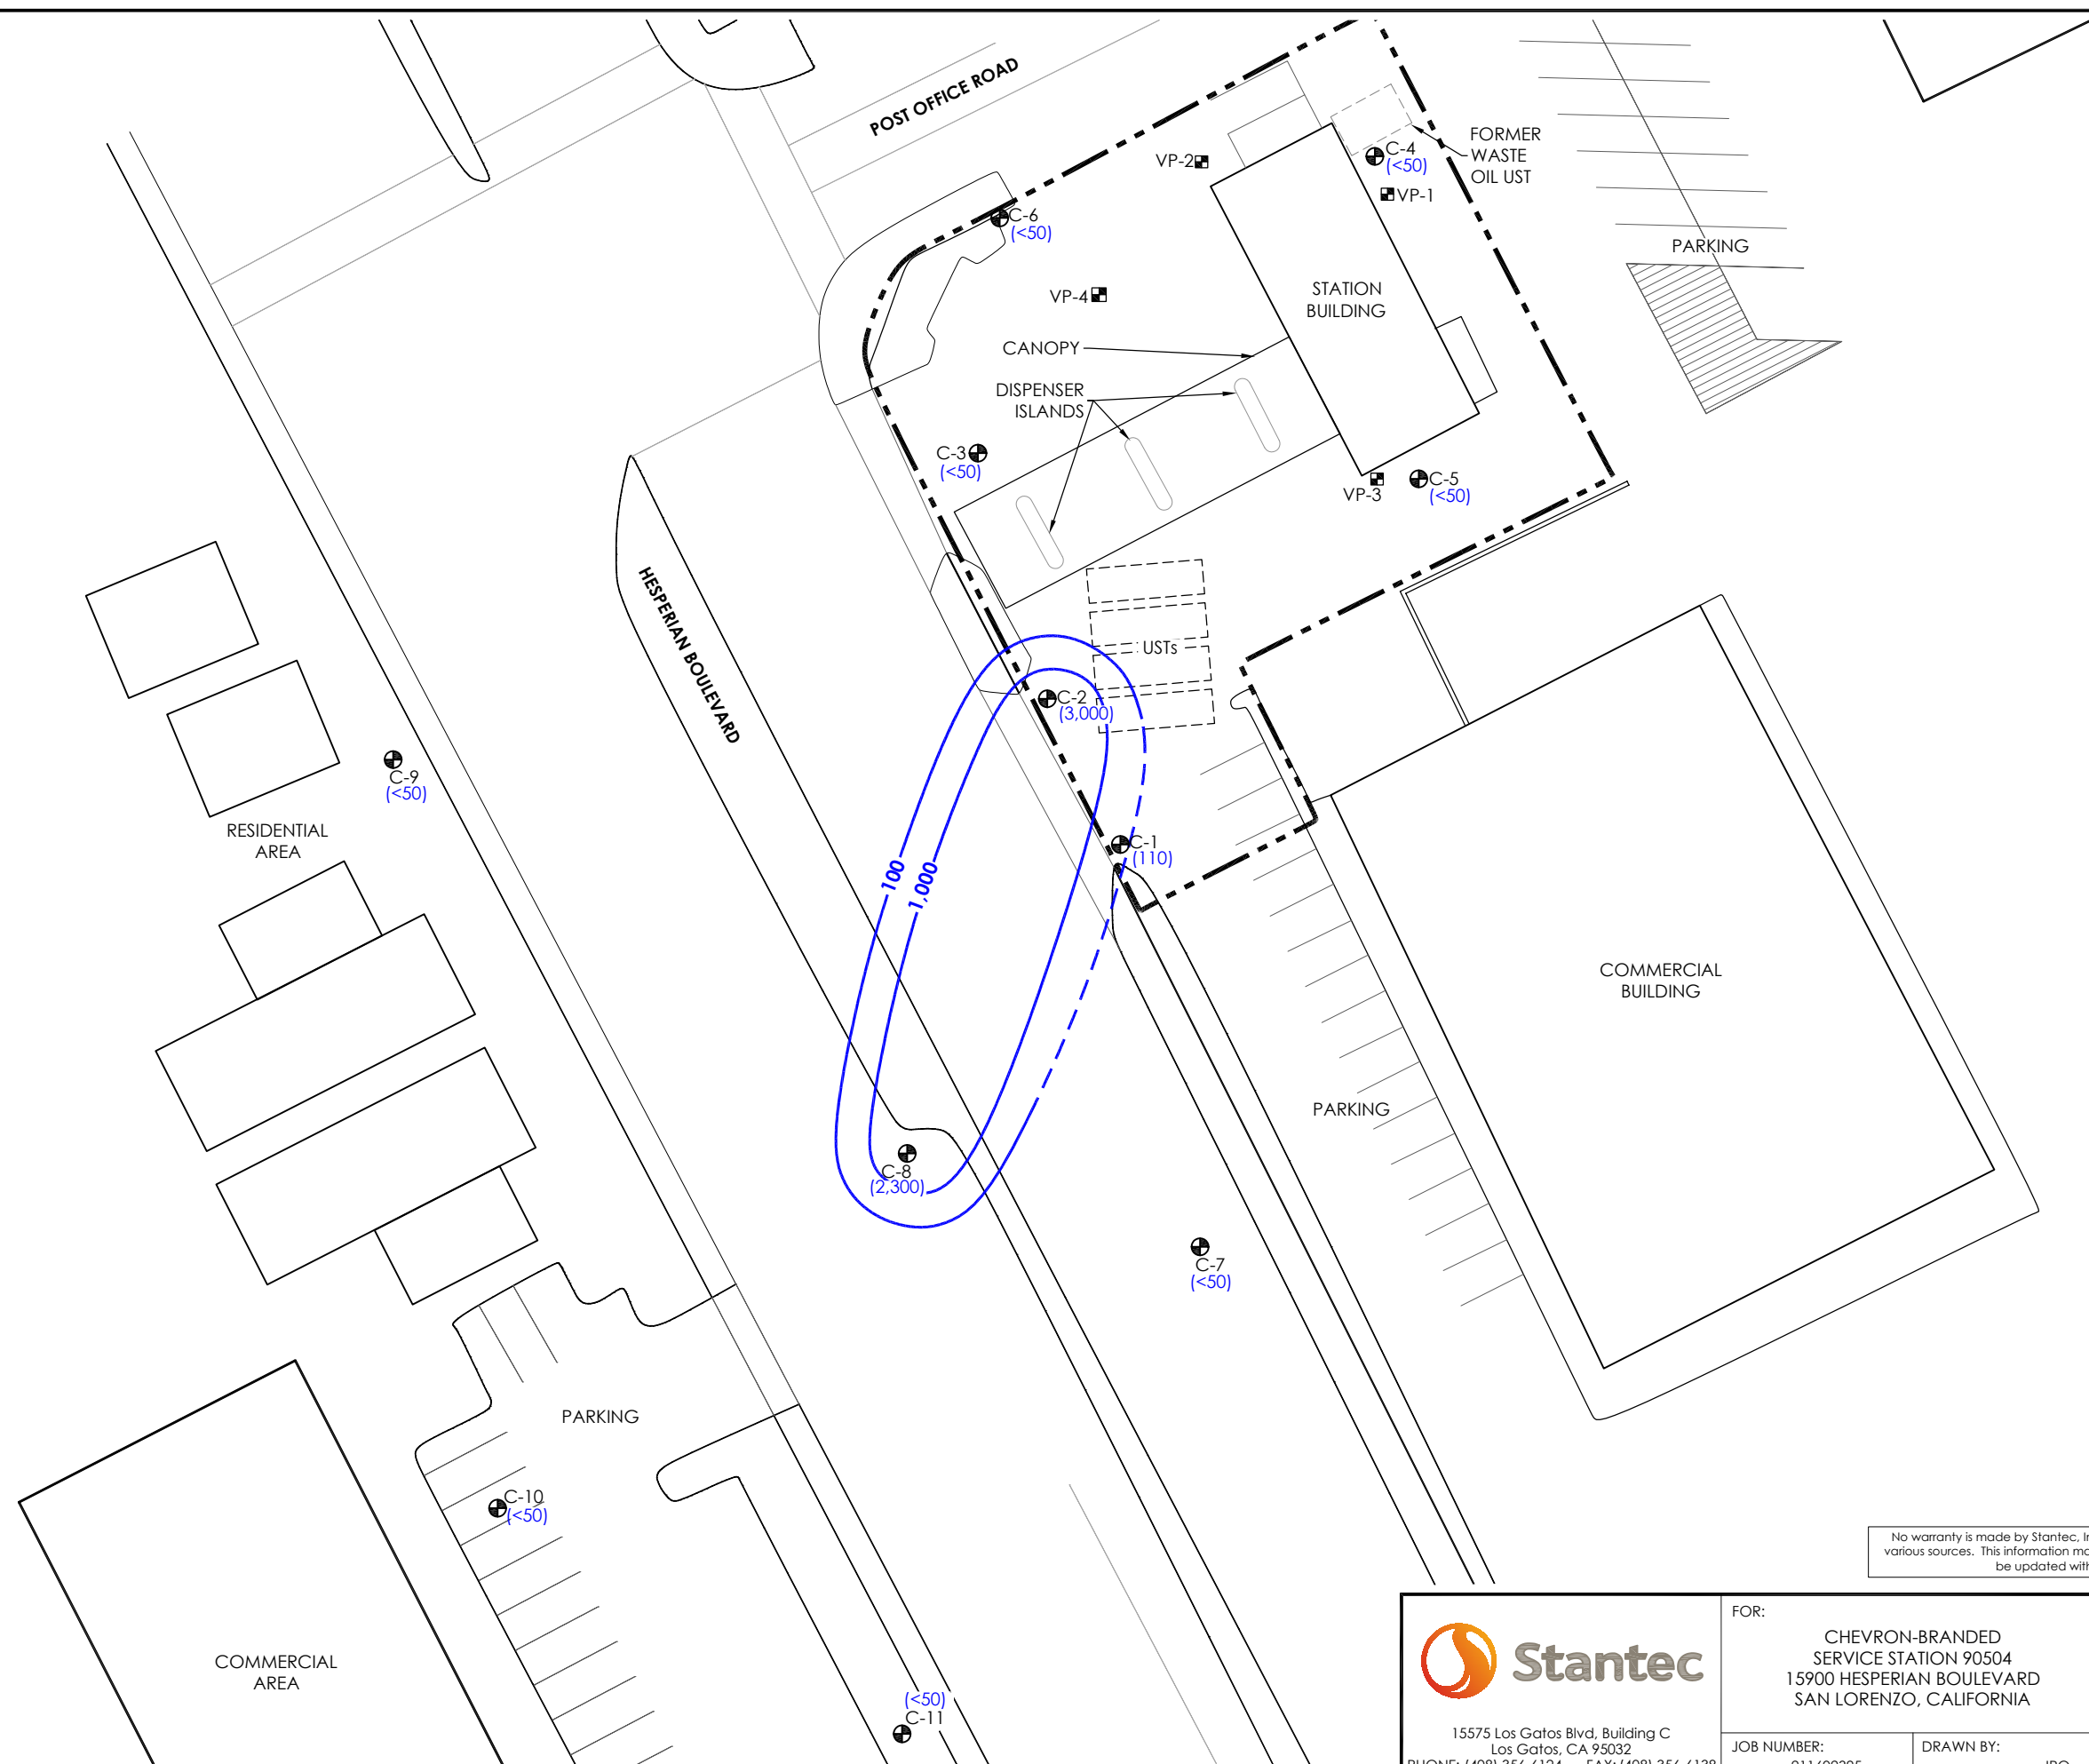 POST OFFICE ROAD
FORMER
WASTE
OIL UST
C-4
(<50)
VP-2
VP-1
C-6
(<50)
PARKING
VP-4
STATION
BUILDING
CANOPY
DISPENSER
ISLANDS
C-3
(<50)
VP-3
C-5
(<50)
HESPERIAN BOULEVARD
USTs
C-2
(3,000)
C-9
(<50)
RESIDENTIAL
AREA
C-1
(110)
100
1,000
COMMERCIAL
BUILDING
PARKING
C-8
(2,300)
C-7
(<50)
PARKING
C-10
(<50)
COMMERCIAL
AREA
(<50)
C-11
No warranty is made by Stantec,
various sources. This information
be updated
Stantec
15575 Los Gatos Blvd, Building C
Los Gatos, CA 95032
FOR:
CHEVRON-BRANDED
SERVICE STATION 90504
15900 HESPERIAN BOULEVARD
SAN LORENZO, CALIFORNIA
JOB NUMBER:
DRAWN BY: